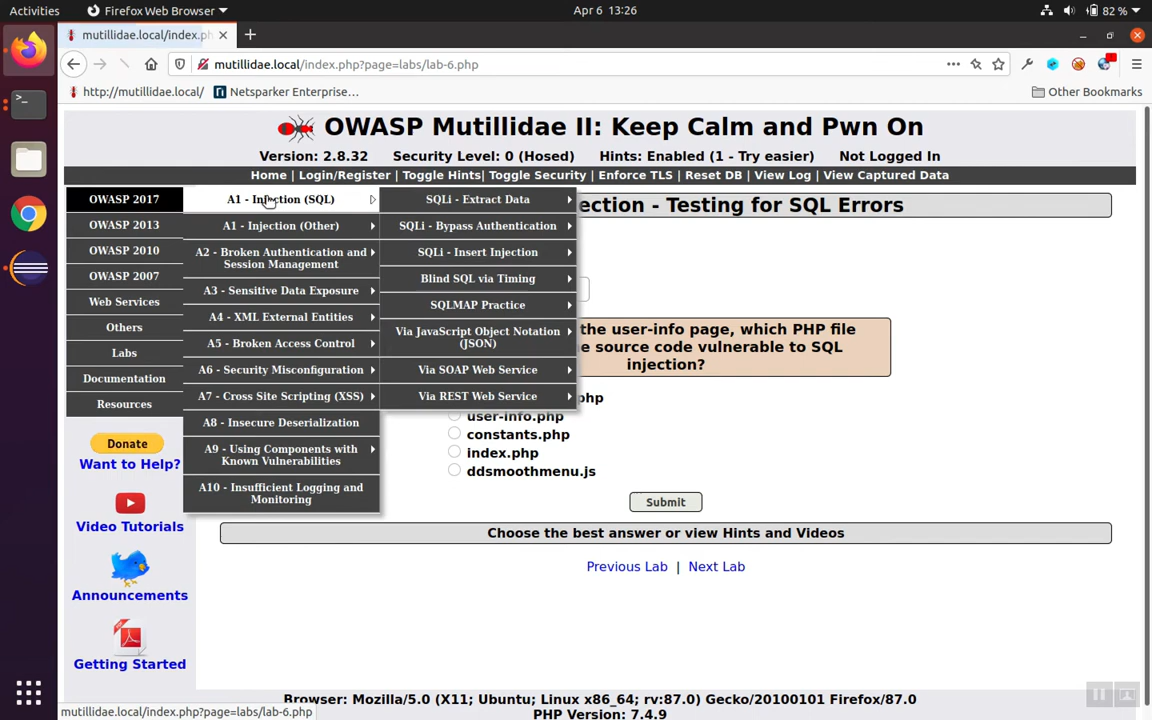 Activities
Firefox Web Browser
Apr 6 13:26
82 %
mutillidae.local/index.ph
mutillidae.local/index.php?page=labs/lab-6.php
http://mutillidae.local/
Netsparker Enterprise…
Other Bookmarks
OWASP Mutillidae II: Keep Calm and Pwn On
Version: 2.8.32 Security Level: 0 (Hosed) Hints: Enabled (1 - Try easier) Not Logged In
Home | Login/Register | Toggle Hints | Toggle Security | Enforce TLS | Reset DB | View Log | View Captured Data
OWASP 2017
OWASP 2013
OWASP 2010
OWASP 2007
Web Services
Others
Labs
Documentation
Resources
A1 - Injection (SQL)
A1 - Injection (Other)
A2 - Broken Authentication and
Session Management
A3 - Sensitive Data Exposure
A4 - XML External Entities
A5 - Broken Access Control
A6 - Security Misconfiguration
A7 - Cross Site Scripting (XSS)
A8 - Insecure Deserialization
A9 - Using Components with
Known Vulnerabilities
A10 - Insufficient Logging and
Monitoring
SQLi - Extract Data
SQLi - Bypass Authentication
SQLi - Insert Injection
Blind SQL via Timing
SQLMAP Practice
Via JavaScript Object Notation
(JSON)
Via SOAP Web Service
Via REST Web Service
ection - Testing for SQL Errors
the user-info page, which PHP file
e source code vulnerable to SQL
injection?
php
user-info.php
constants.php
index.php
ddsmoothmenu.js
Submit
Choose the best answer or view Hints and Videos
Previous Lab | Next Lab
Donate
Want to Help?
Video Tutorials
Announcements
Getting Started
Browser: Mozilla/5.0 (X11; Ubuntu; Linux x86_64; rv:87.0) Gecko/20100101 Firefox/87.0
PHP Version: 7.4.9
mutillidae.local/index.php?page=labs/lab-6.php